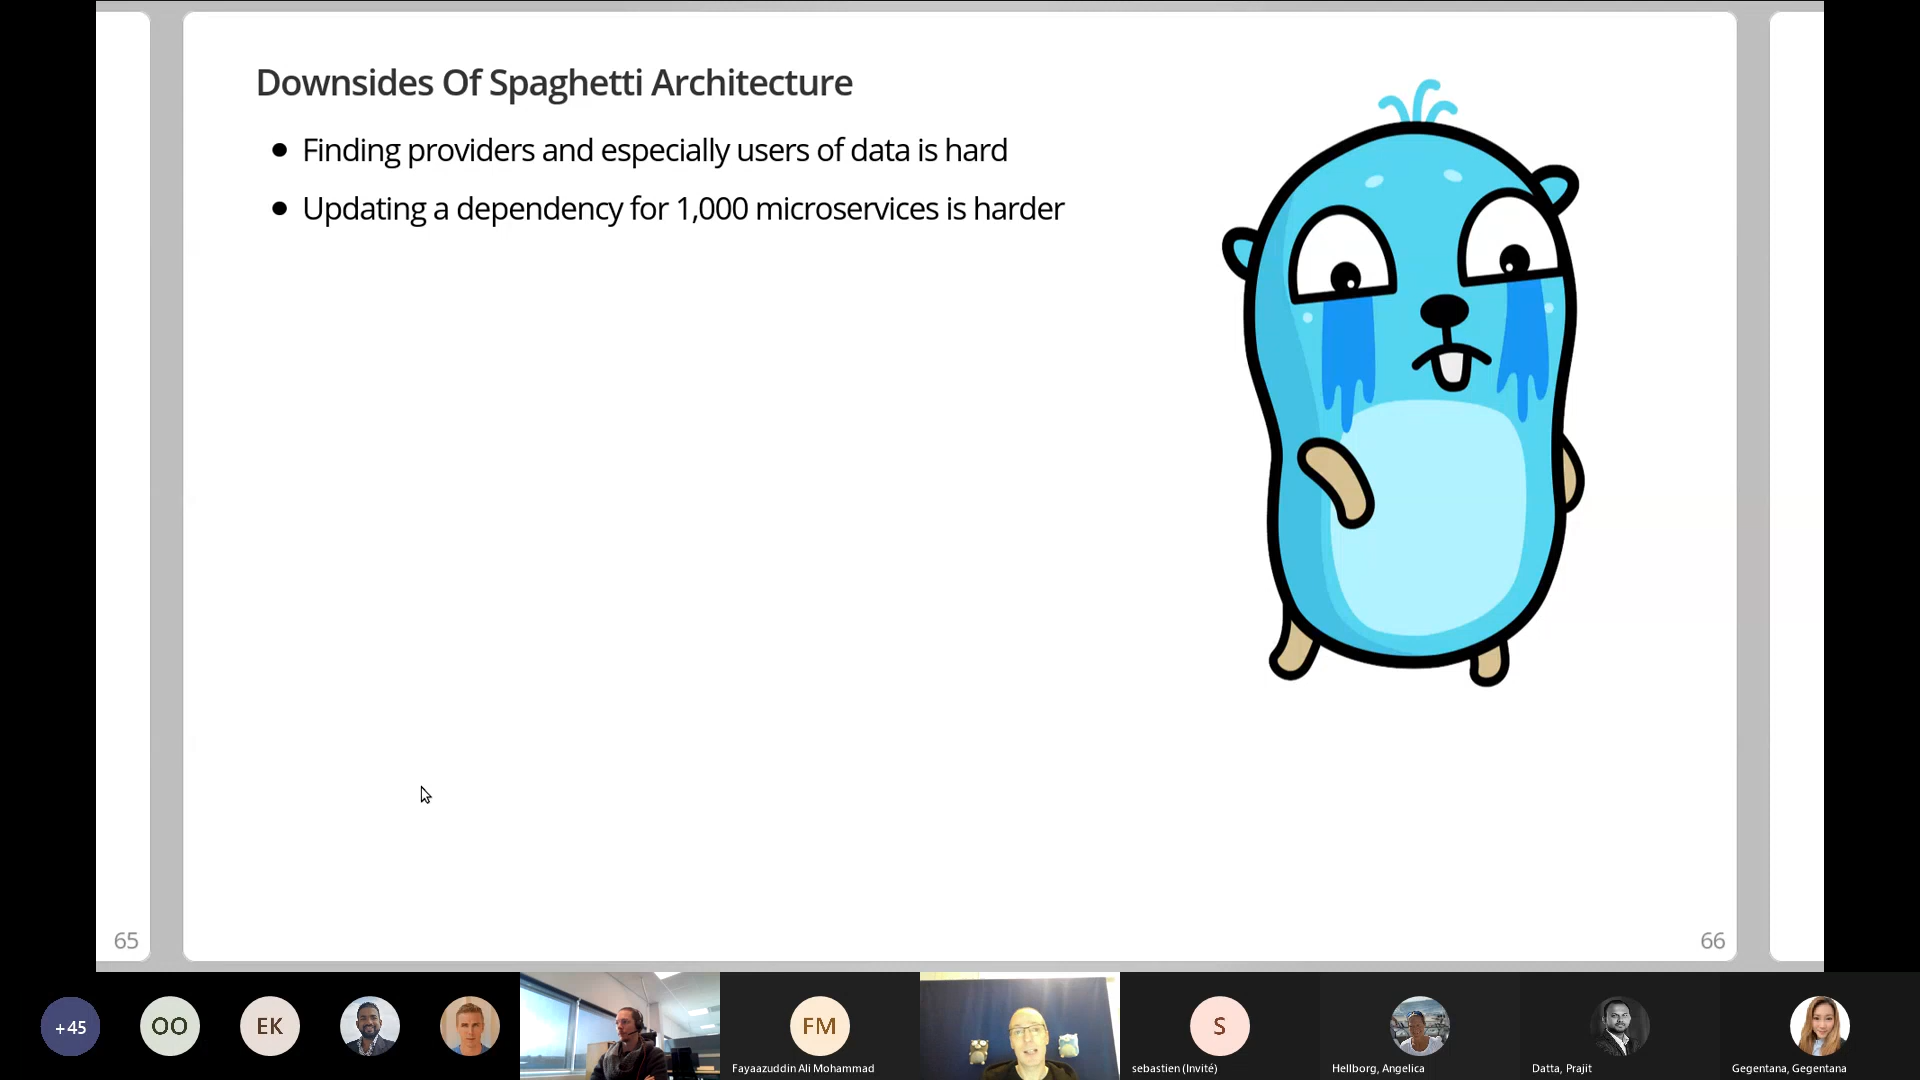 Downsides Of Spaghetti Architecture
● Finding providers and especially users of data is hard
● Updating a dependency for 1,000 microservices is harder
65
66
+45
OO
EK
FM
Fayaazuddin Ali Mohammad
S
sebastien (Invité)
Hellborg, Angelica
Datta, Prajit
Gegentana, Gegentana